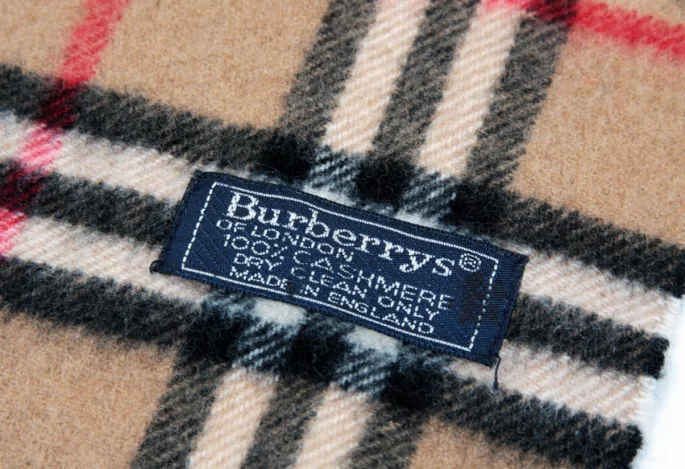 Burberrys®
OF LONDON
100% CASHMERE
DRY CLEAN ONLY
MADE IN ENGLAND